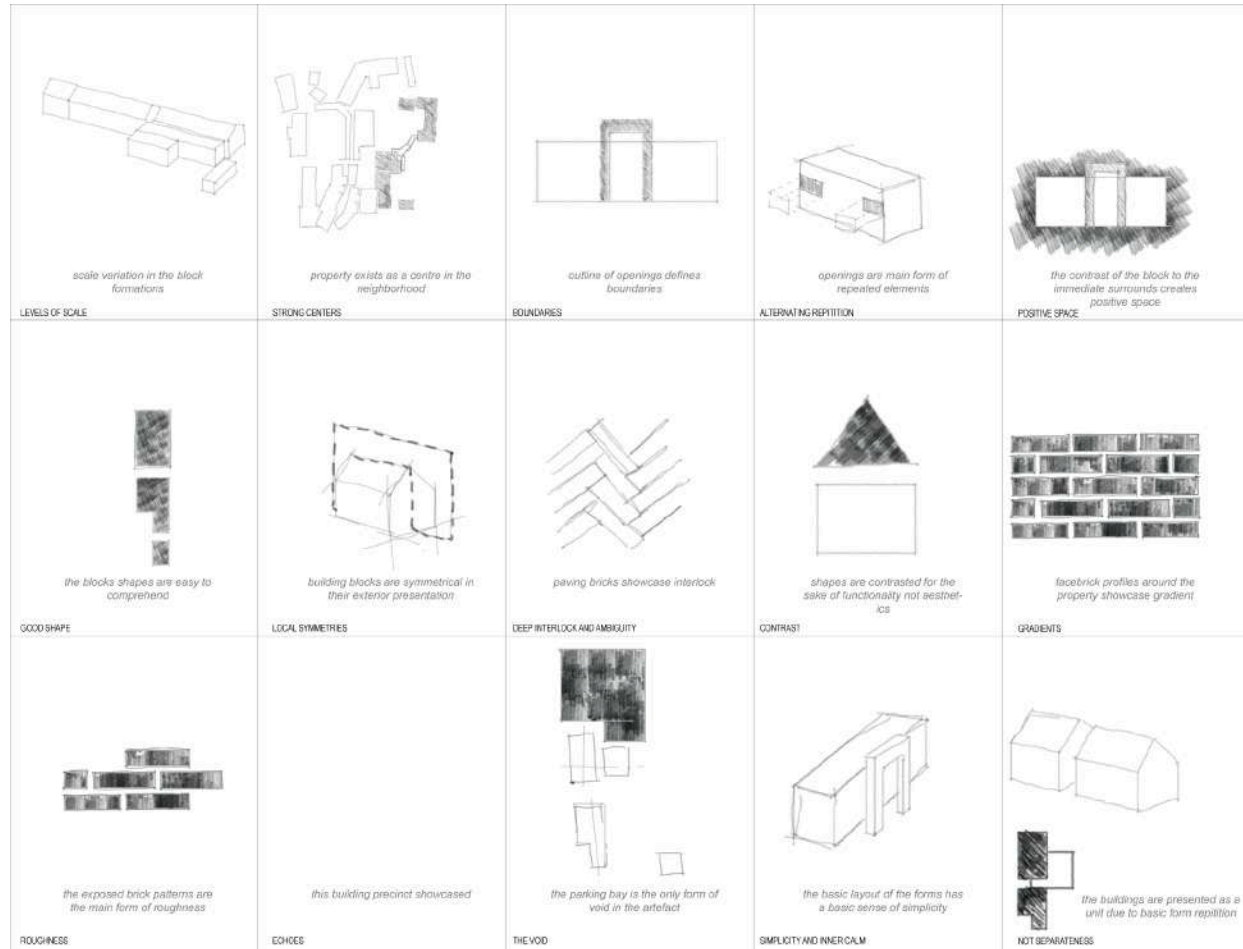 scale variation in the block
formations
LEVELS OF SCALE
property exists as a centre in the
neighborhood
STRONG CENTERS
outline of openings defines
boundaries
BOUNDARIES
openings are main form of
repeated elements
ALTERNATING REPITITION
the contrast of the block to the
immediate surrounds creates
positive space
POSITIVE SPACE
the blocks shapes are easy to
comprehend
GOOD SHAPE
building blocks are symmetrical in
their exterior presentation
LOCAL SYMMETRIES
paving bricks showcase interlock
DEEP INTERLOCK AND AMBIGUITY
shapes are contrasted for the
sake of functionality not aesthet-
ics
CONTRAST
facebrick profiles around the
property showcase gradient
GRADIENTS
the exposed brick patterns are
the main form of roughness
ROUGHNESS
this building precinct showcased
ECHOES
the parking bay is the only form of
void in the artefact
THE VOID
the basic layout of the forms has
a basic sense of simplicity
SIMPLICITY AND INNER CALM
the buildings are presented as a
unit due to basic form repitition
NOT SEPARATENESS